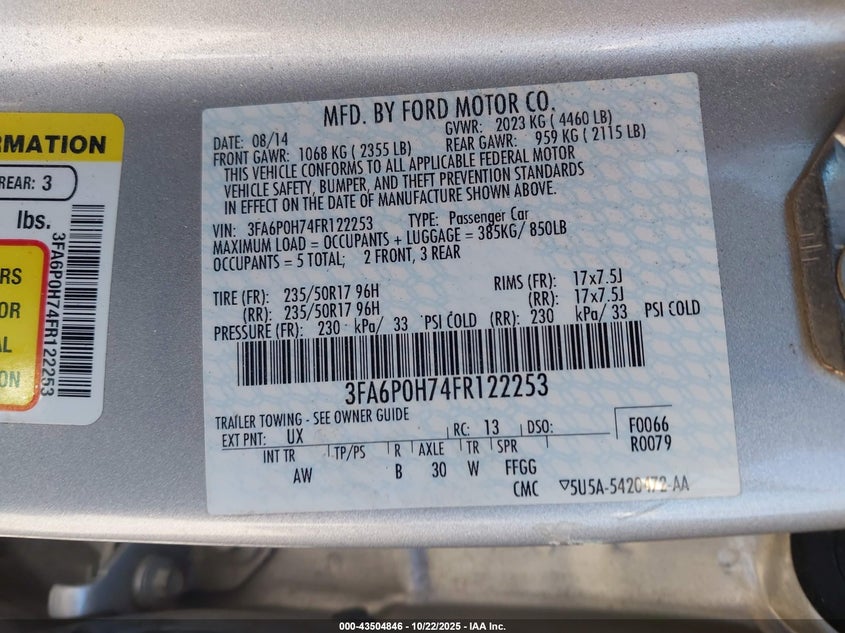 RMATION
REAR: 3
lbs.
RS
OR
AL
ON
3FA6P0H74FR122253
MFD. BY FORD MOTOR CO.
DATE: 08/14 GVWR: 2023 KG ( 4460 LB)
FRONT GAWR: 1068 KG ( 2355 LB) REAR GAWR: 959 KG ( 2115 LB)
THIS VEHICLE CONFORMS TO ALL APPLICABLE FEDERAL MOTOR
VEHICLE SAFETY, BUMPER, AND THEFT PREVENTION STANDARDS
IN EFFECT ON THE DATE OF MANUFACTURE SHOWN ABOVE.
VIN: 3FA6P0H74FR122253 TYPE: Passenger Car
MAXIMUM LOAD = OCCUPANTS + LUGGAGE = 385KG/ 850LB
OCCUPANTS = 5 TOTAL; 2 FRONT, 3 REAR
TIRE (FR): 235/50R17 96H RIMS (FR): 17x7.5J
(RR): 235/50R17 96H (RR): 17x7.5J
PRESSURE (FR): 230 kPa/ 33 PSI COLD (RR): 230 kPa/ 33 PSI COLD
3FA6P0H74FR122253
TRAILER TOWING - SEE OWNER GUIDE
EXT PNT: UX RC: 13 DSO: F0066
R0079
INT TR TP/PS R AXLE TR SPR
AW B 30 W FFGG
CMC ▽5U5A-5420472-AA
000-43504846 - 10/22/2025 - IAA Inc.